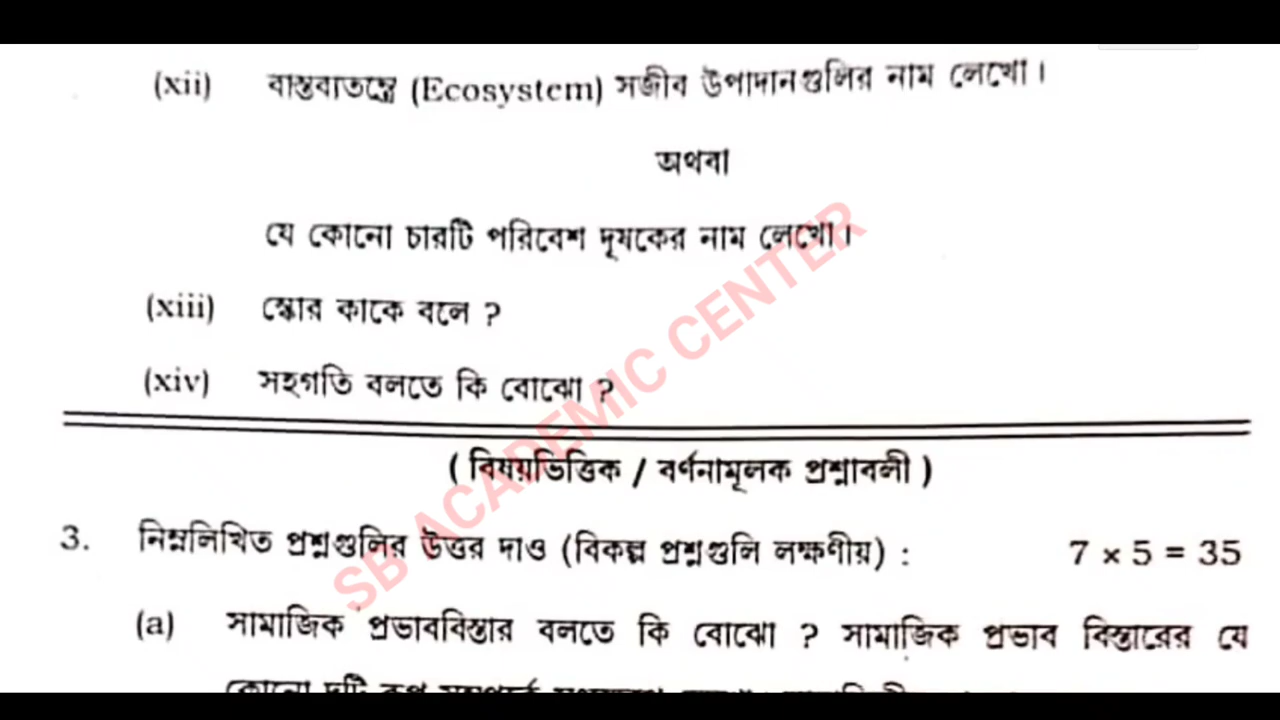 (xii) বাস্তুবাতন্ত্রে (Ecosystem) সজীব উপাদানগুলির নাম লেখো।
অথবা
যে কোনো চারটি পরিবেশ দূষকের নাম লেখো।
(xiii) স্কোর কাকে বলে ?
(xiv) সহগতি বলতে কি বোঝো ?
( বিষয়ভিত্তিক / বর্ণনামূলক প্রশ্নাবলী )
3. নিম্নলিখিত প্রশ্নগুলির উত্তর দাও (বিকল্প প্রশ্নগুলি লক্ষণীয়) : 7 × 5 = 35
(a) সামাজিক প্রভাববিস্তার বলতে কি বোঝো ? সামাজিক প্রভাব বিস্তারের যে
কোনো দুটি রূপ সম্পর্কে
SB ACADEMIC CENTER